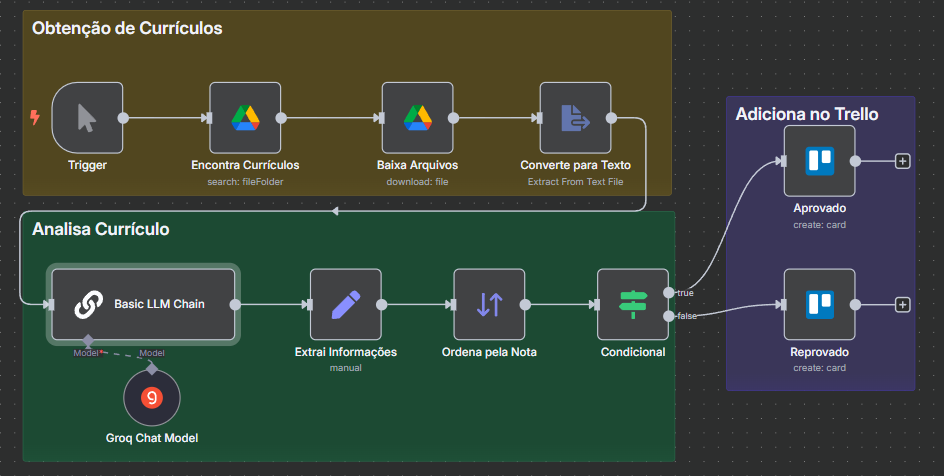 Obtenção de Currículos
Trigger
Encontra Currículos
search: fileFolder
Baixa Arquivos
download: file
Converte para Texto
Extract From Text File
Adiciona no Trello
Aprovado
create: card
Analisa Currículo
Basic LLM Chain
Model*
Model
Groq Chat Model
Extrai Informações
manual
Ordena pela Nota
Condicional
true
false
Reprovado
create: card